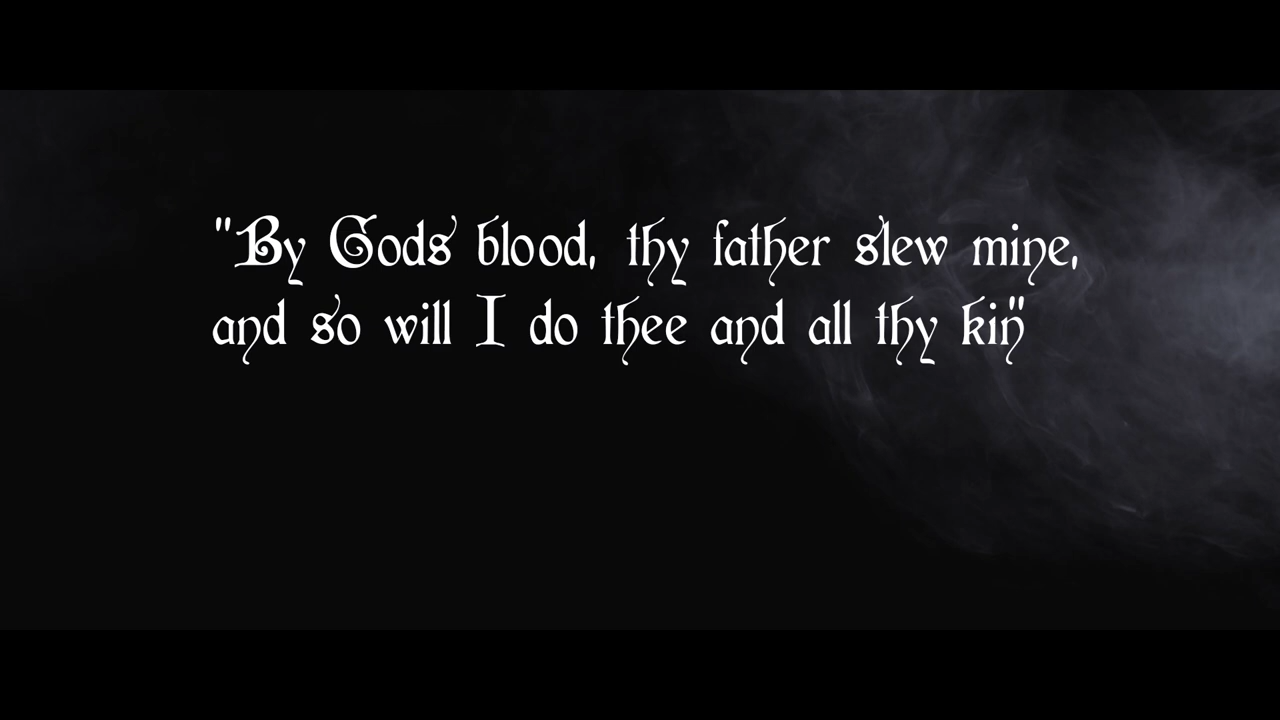 "By Gods blood, thy father slew mine,
and so will I do thee and all thy kin"